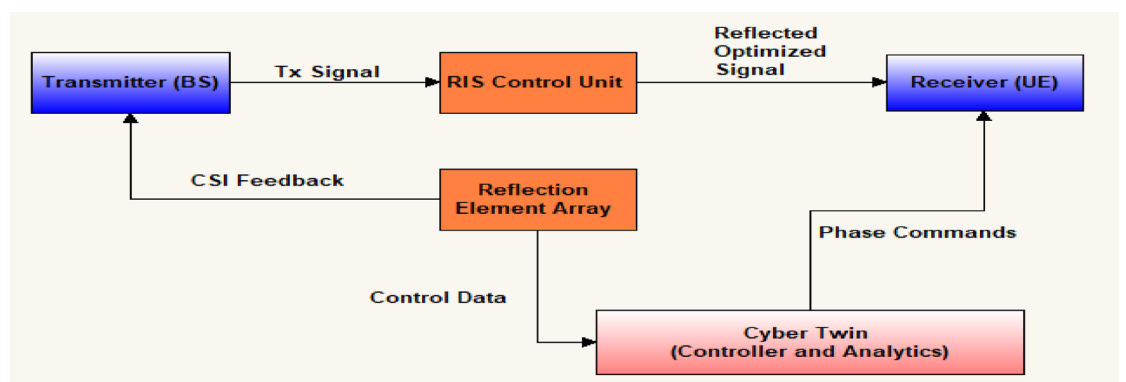 Transmitter (BS)
Tx Signal
RIS Control Unit
Reflected
Optimized
Signal
Receiver (UE)
CSI Feedback
Reflection
Element Array
Phase Commands
Control Data
Cyber Twin
(Controller and Analytics)